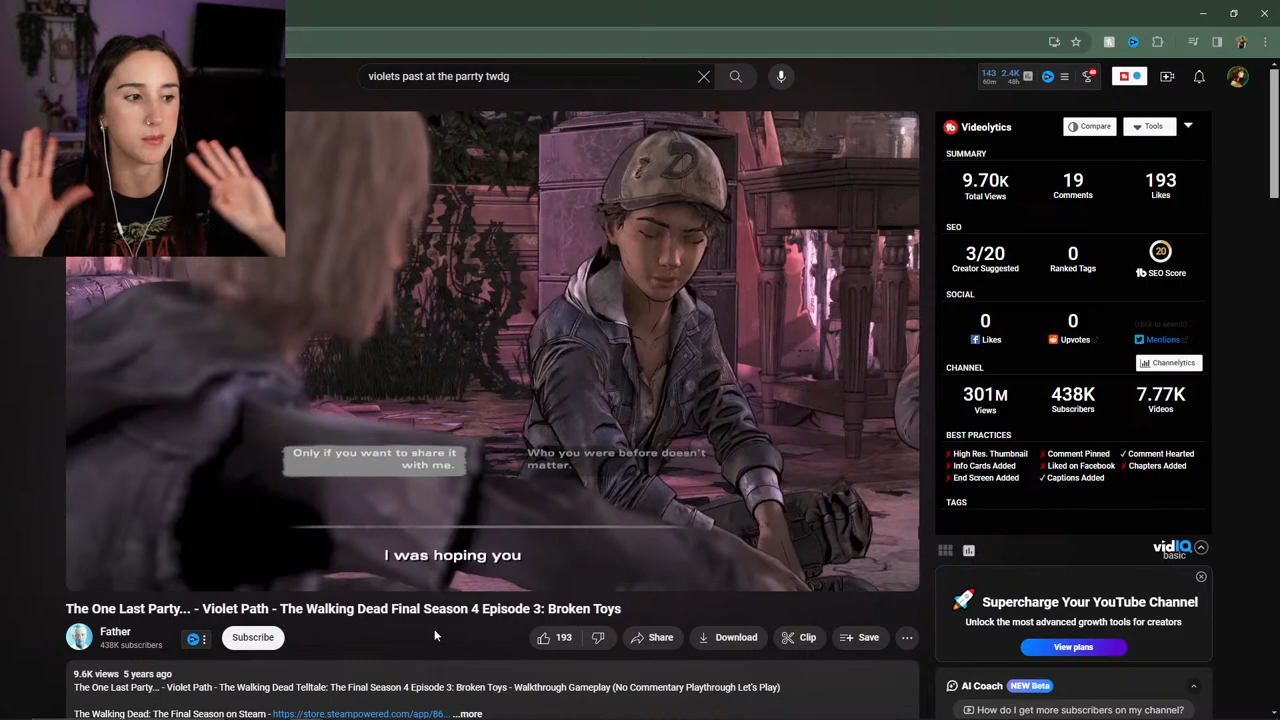 violets past at the parrty twdg
143
60m
2.4K
48h
D
Only if you want to share it
with me.
Who you were before doesn't
matter.
I was hoping you
The One Last Party... - Violet Path - The Walking Dead Final Season 4 Episode 3: Broken Toys
Father
438K subscribers
Subscribe
193
Share
Download
Clip
Save
9.6K views 5 years ago
The One Last Party... - Violet Path - The Walking Dead Telltale: The Final Season 4 Episode 3: Broken Toys - Walkthrough Gameplay (No Commentary Playthrough Let's Play)
The Walking Dead: The Final Season on Steam - https://store.steampowered.com/app/86... ...more
tb Videolytics
Compare
Tools
SUMMARY
9.70K 19 193
Total Views Comments Likes
SEO
3/20 0 20
Creator Suggested Ranked Tags tb SEO Score
SOCIAL
0 0 (click to search)
Likes Upvotes Mentions
Channelytics
CHANNEL
301M 438K 7.77K
Views Subscribers Videos
BEST PRACTICES
x High Res. Thumbnail x Comment Pinned ✓ Comment Hearted
x Info Cards Added x Liked on Facebook x Chapters Added
x End Screen Added ✓ Captions Added
TAGS
vidIQ
basic
Supercharge Your YouTube Channel
Unlock the most advanced growth tools for creators
View plans
AI Coach NEW Beta
How do I get more subscribers on my channel?